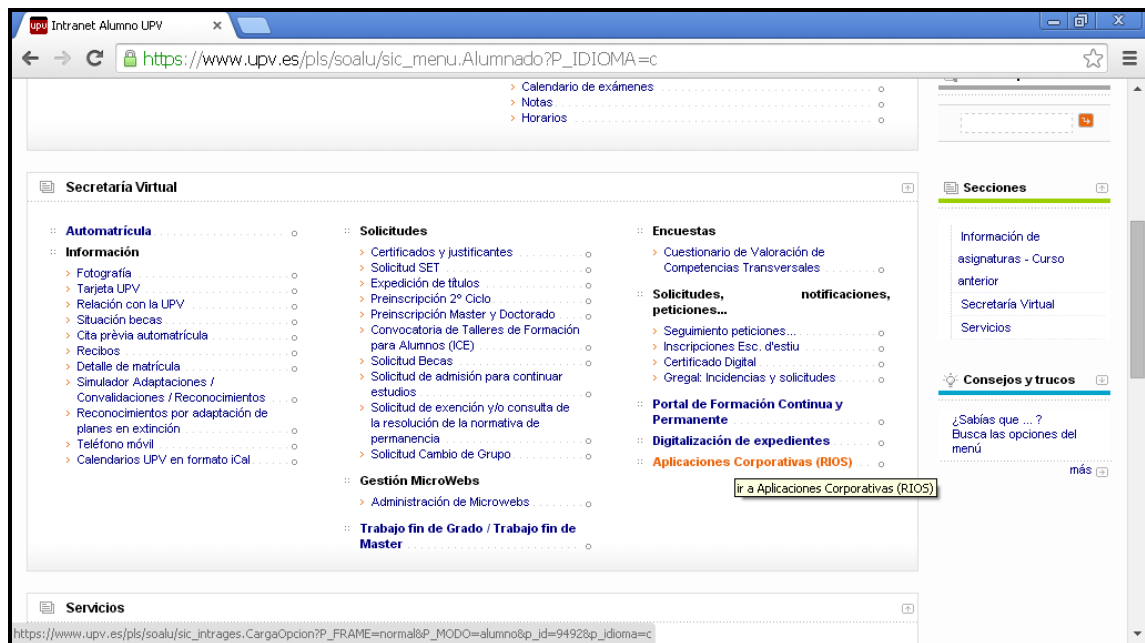 upv Intranet Alumno UPV
https://www.upv.es/pls/soalu/sic_menu.Alumnado?P_IDIOMA=c
Calendario de exámenes
Notas
Horarios
Secretaría Virtual
Automatrícula
Información
Fotografía
Tarjeta UPV
Relación con la UPV
Situación becas
Cita prèvia automatrícula
Recibos
Detalle de matrícula
Simulador Adaptaciones /
Convalidaciones / Reconocimientos
Reconocimientos por adaptación de
planes en extinción
Teléfono móvil
Calendarios UPV en formato iCal
Solicitudes
Certificados y justificantes
Solicitud SET
Expedición de títulos
Preinscripción 2º Ciclo
Preinscripción Master y Doctorado
Convocatoria de Talleres de Formación
para Alumnos (ICE)
Solicitud Becas
Solicitud de admisión para continuar
estudios
Solicitud de exención y/o consulta de
la resolución de la normativa de
permanencia
Solicitud Cambio de Grupo
Gestión MicroWebs
Administración de Microwebs
Trabajo fin de Grado / Trabajo fin de
Master
Encuestas
Cuestionario de Valoración de
Competencias Transversales
Solicitudes, notificaciones,
peticiones...
Seguimiento peticiones...
Inscripciones Esc. d'estiu
Certificado Digital
Gregal: Incidencias y solicitudes
Portal de Formación Continua y
Permanente
Digitalización de expedientes
Aplicaciones Corporativas (RIOS)
ir a Aplicaciones Corporativas (RIOS)
Secciones
Información de
asignaturas - Curso
anterior
Secretaría Virtual
Servicios
Consejos y trucos
¿Sabías que ... ?
Busca las opciones del
menú
más
Servicios
https://www.upv.es/pls/soalu/sic_intrages.CargaOpcion?P_FRAME=normal&P_MODO=alumno&p_id=9492&p_idioma=c